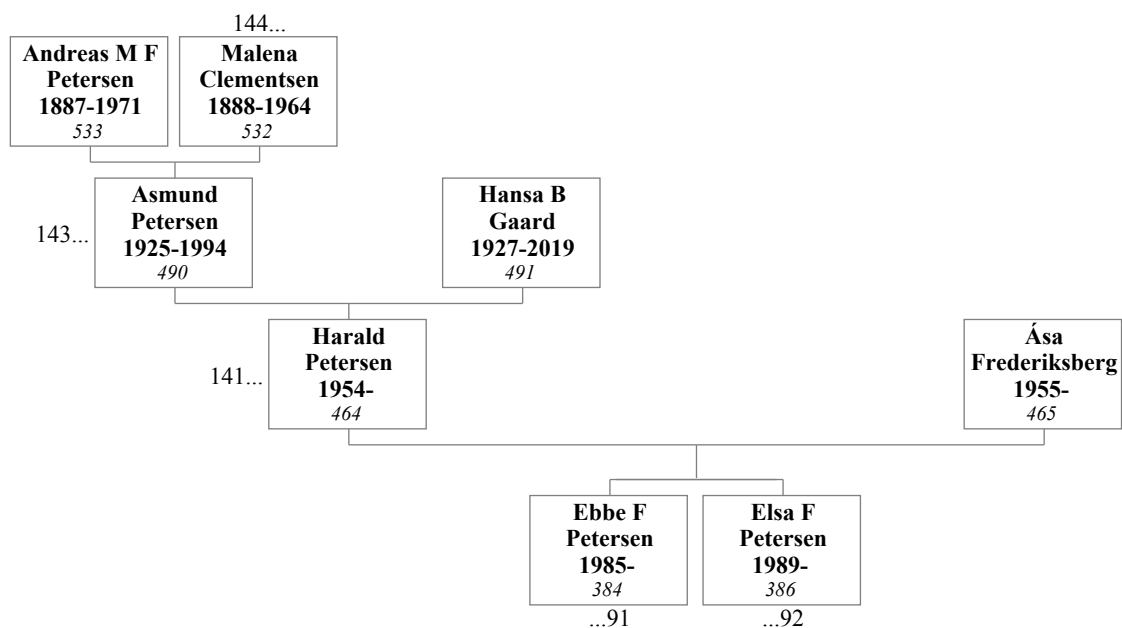 144...
Andreas M F
Petersen
1887-1971
533
Malena
Clementsen
1888-1964
532
143...
Asmund
Petersen
1925-1994
490
Hansa B
Gaard
1927-2019
491
141...
Harald
Petersen
1954-
464
Ása
Frederiksberg
1955-
465
Ebbe F
Petersen
1985-
384
...91
Elsa F
Petersen
1989-
386
...92